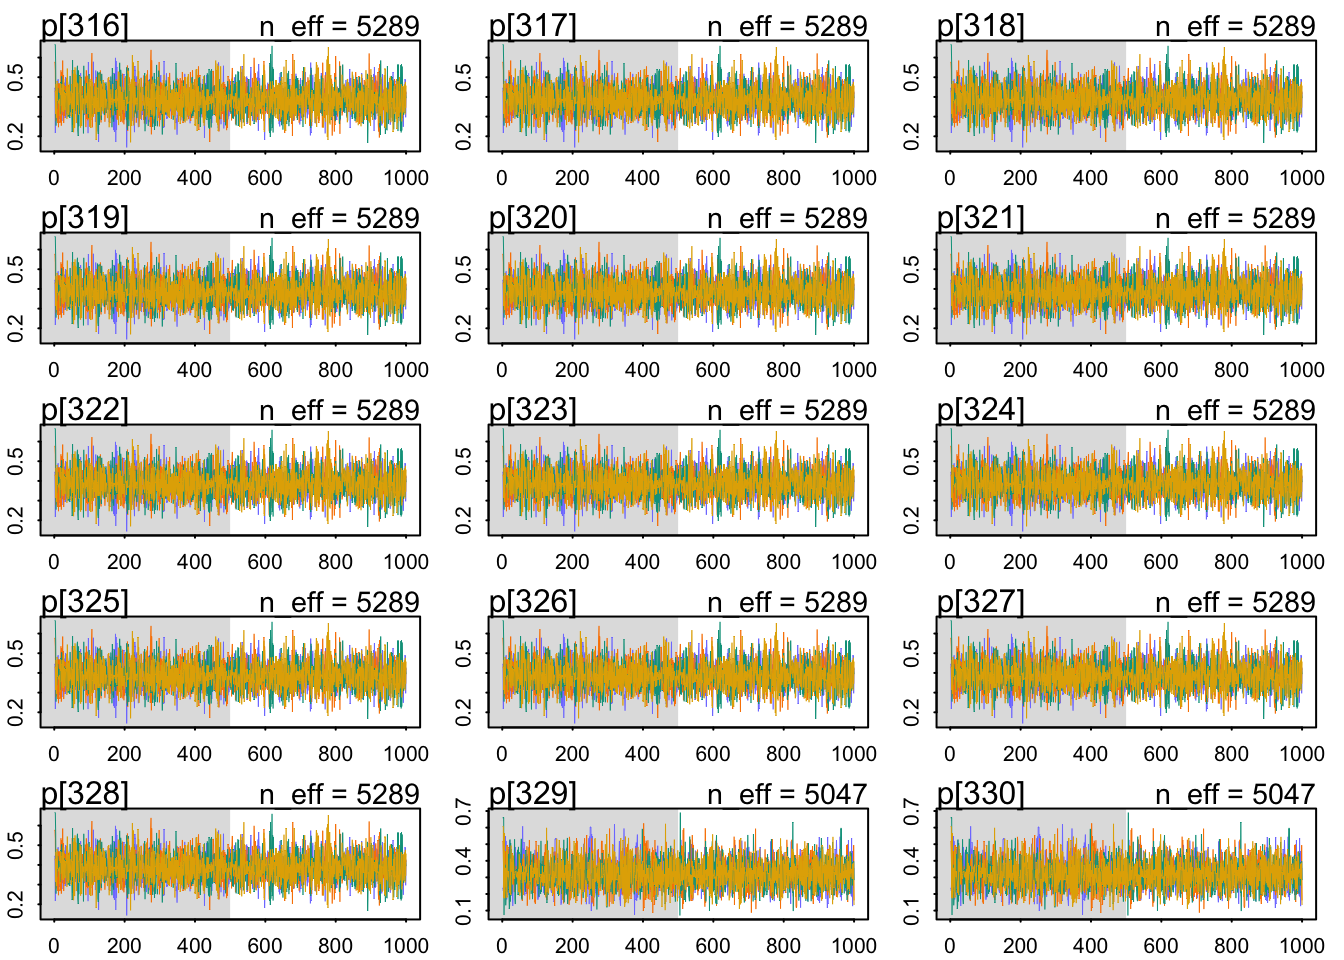 p[316] n_eff = 5289 p[317] n_eff = 5289 p[318] n_eff = 5289
0.2 0.5 0.2 0.5 0.2 0.5
0 200 400 600 800 1000 0 200 400 600 800 1000 0 200 400 600 800 1000
p[319] n_eff = 5289 p[320] n_eff = 5289 p[321] n_eff = 5289
0.2 0.5 0.2 0.5 0.2 0.5
0 200 400 600 800 1000 0 200 400 600 800 1000 0 200 400 600 800 1000
p[322] n_eff = 5289 p[323] n_eff = 5289 p[324] n_eff = 5289
0.2 0.5 0.2 0.5 0.2 0.5
0 200 400 600 800 1000 0 200 400 600 800 1000 0 200 400 600 800 1000
p[325] n_eff = 5289 p[326] n_eff = 5289 p[327] n_eff = 5289
0.2 0.5 0.2 0.5 0.2 0.5
0 200 400 600 800 1000 0 200 400 600 800 1000 0 200 400 600 800 1000
p[328] n_eff = 5289 p[329] n_eff = 5047 p[330] n_eff = 5047
0.2 0.5 0.1 0.4 0.7 0.1 0.4 0.7
0 200 400 600 800 1000 0 200 400 600 800 1000 0 200 400 600 800 1000